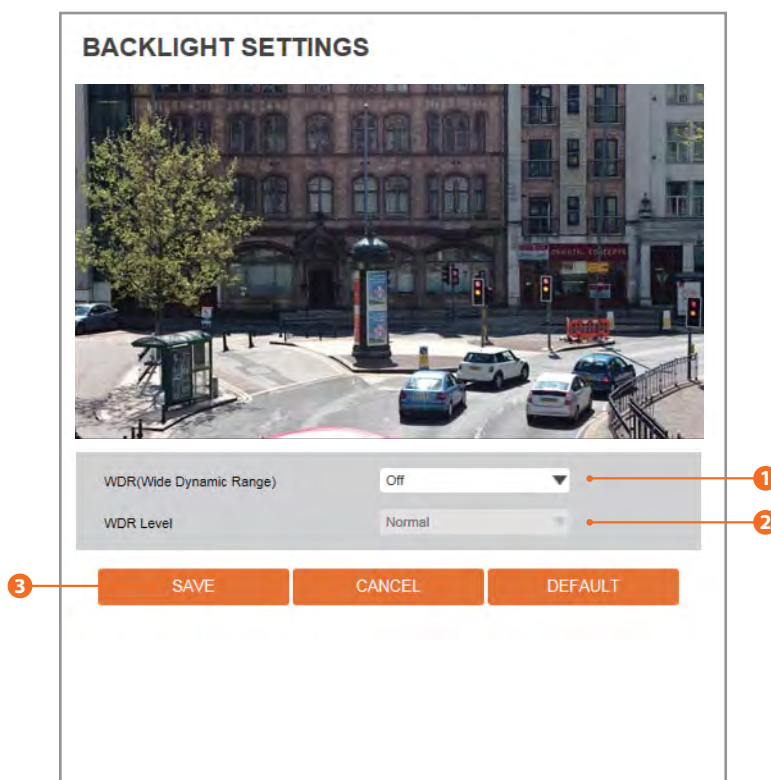 BACKLIGHT SETTINGS
WDR(Wide Dynamic Range)
Off
1
WDR Level
Normal
2
3
SAVE
CANCEL
DEFAULT